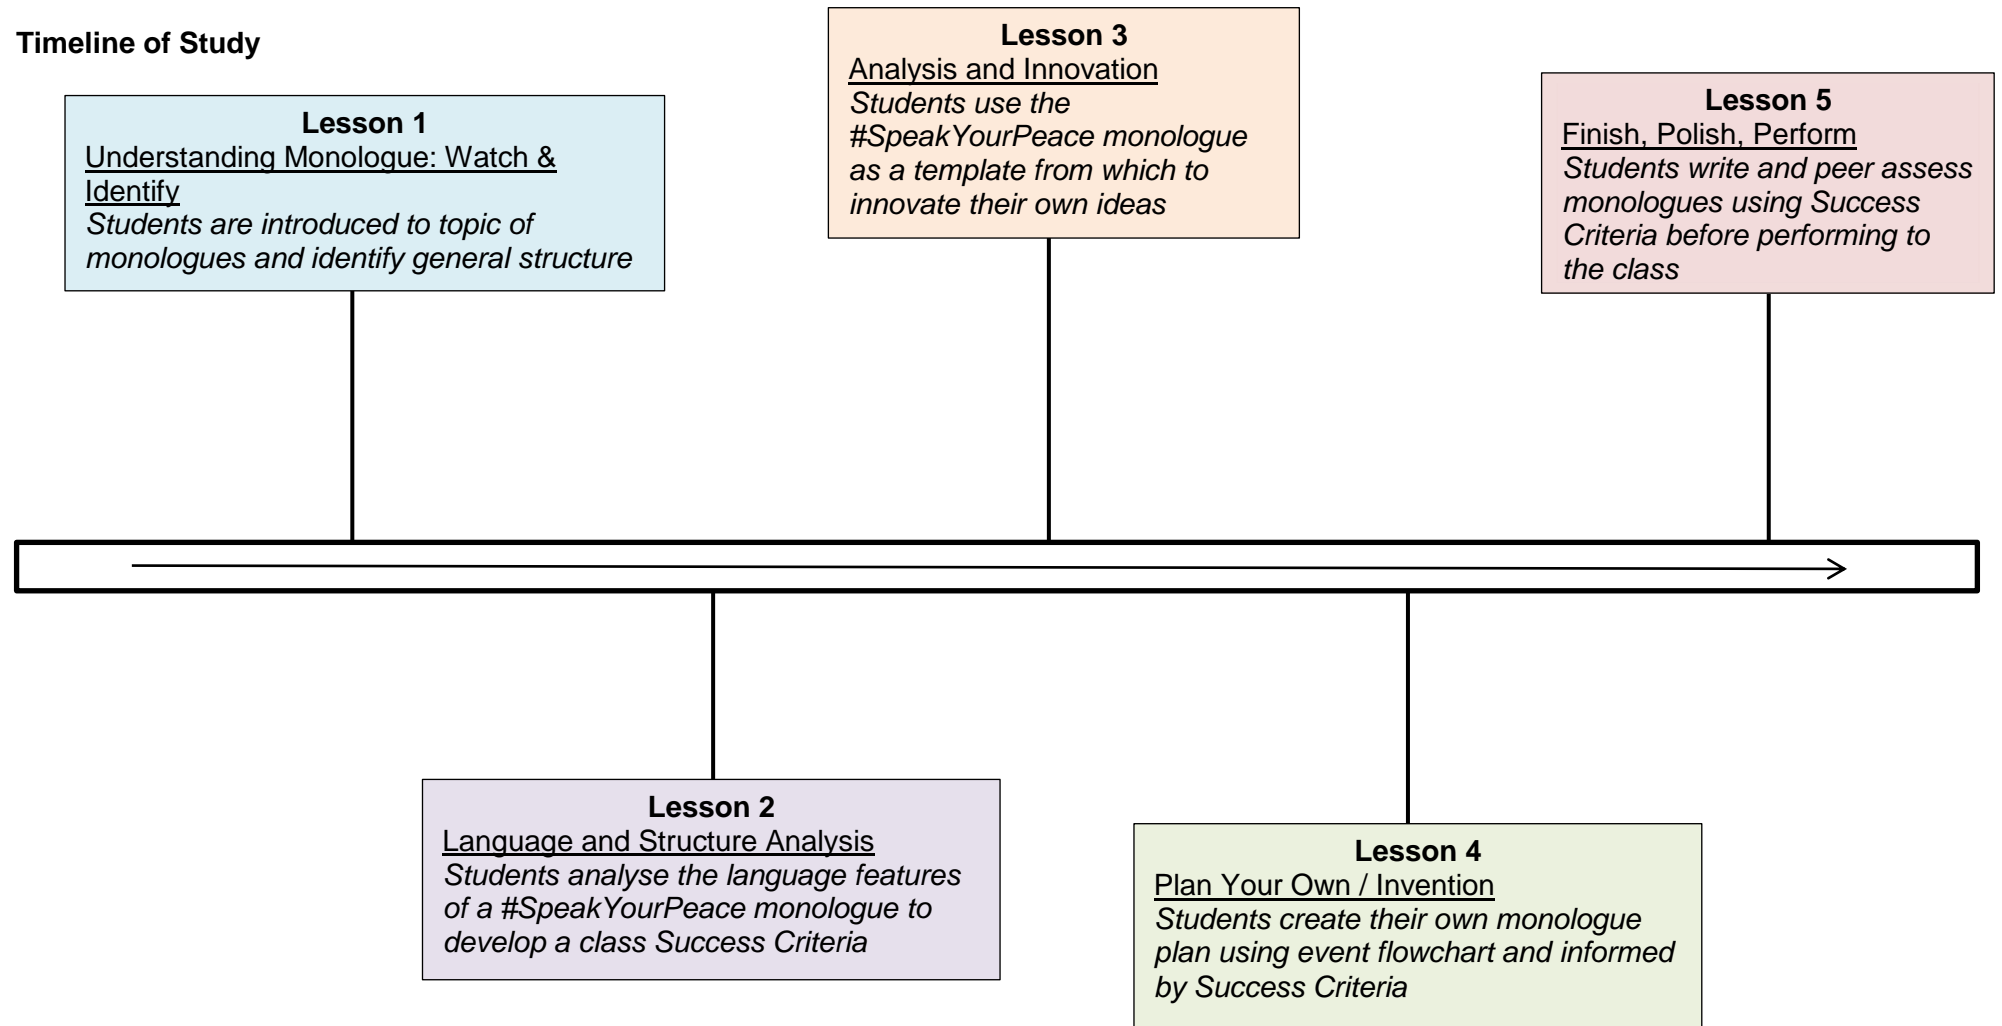 Timeline of Study
Lesson 1
Understanding Monologue: Watch &
Identify
Students are introduced to topic of
monologues and identify general structure
Lesson 2
Language and Structure Analysis
Students analyse the language features
of a #SpeakYourPeace monologue to
develop a class Success Criteria
Lesson 3
Analysis and Innovation
Students use the
#SpeakYourPeace monologue
as a template from which to
innovate their own ideas
Lesson 4
Plan Your Own / Invention
Students create their own monologue
plan using event flowchart and informed
by Success Criteria
Lesson 5
Finish, Polish, Perform
Students write and peer assess
monologues using Success
Criteria before performing to
the class